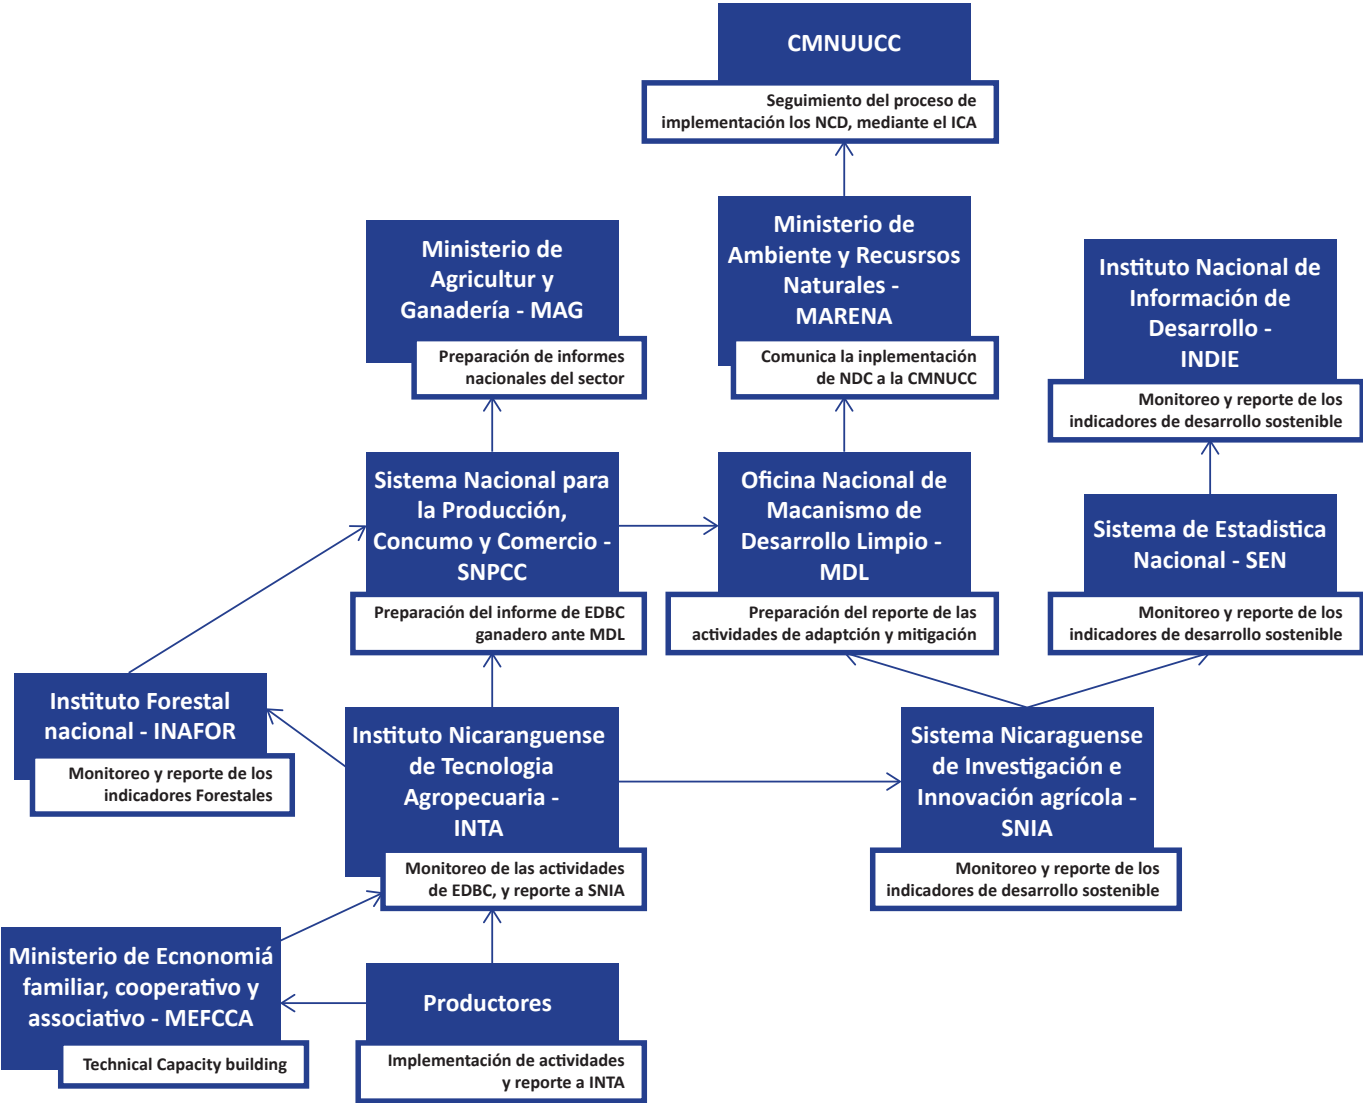 CMNUUCC
Seguimiento del proceso de
implementación los NCD, mediante el ICA
Ministerio de
Agricultur y
Ganadería - MAG
Preparación de informes
nacionales del sector
Ministerio de
Ambiente y Recusrsos
Naturales -
MARENA
Comunica la inplementación
de NDC a la CMNUCC
Instituto Nacional de
Información de
Desarrollo -
INDIE
Monitoreo y reporte de los
indicadores de desarrollo sostenible
Sistema Nacional para
la Producción,
Concumo y Comercio -
SNPCC
Preparación del informe de EDBC
ganadero ante MDL
Oficina Nacional de
Macanismo de
Desarrollo Limpio -
MDL
Preparación del reporte de las
actividades de adaptción y mitigación
Sistema de Estadistica
Nacional - SEN
Monitoreo y reporte de los
indicadores de desarrollo sostenible
Instituto Forestal
nacional - INAFOR
Monitoreo y reporte de los
indicadores Forestales
Instituto Nicaranguense
de Tecnologia
Agropecuaria -
INTA
Monitoreo de las actividades
de EDBC, y reporte a SNIA
Sistema Nicaraguense
de Investigación e
Innovación agrícola -
SNIA
Monitoreo y reporte de los
indicadores de desarrollo sostenible
Ministerio de Ecnonomiá
familiar, cooperativo y
associativo - MEFCCA
Technical Capacity building
Productores
Implementación de actividades
y reporte a INTA